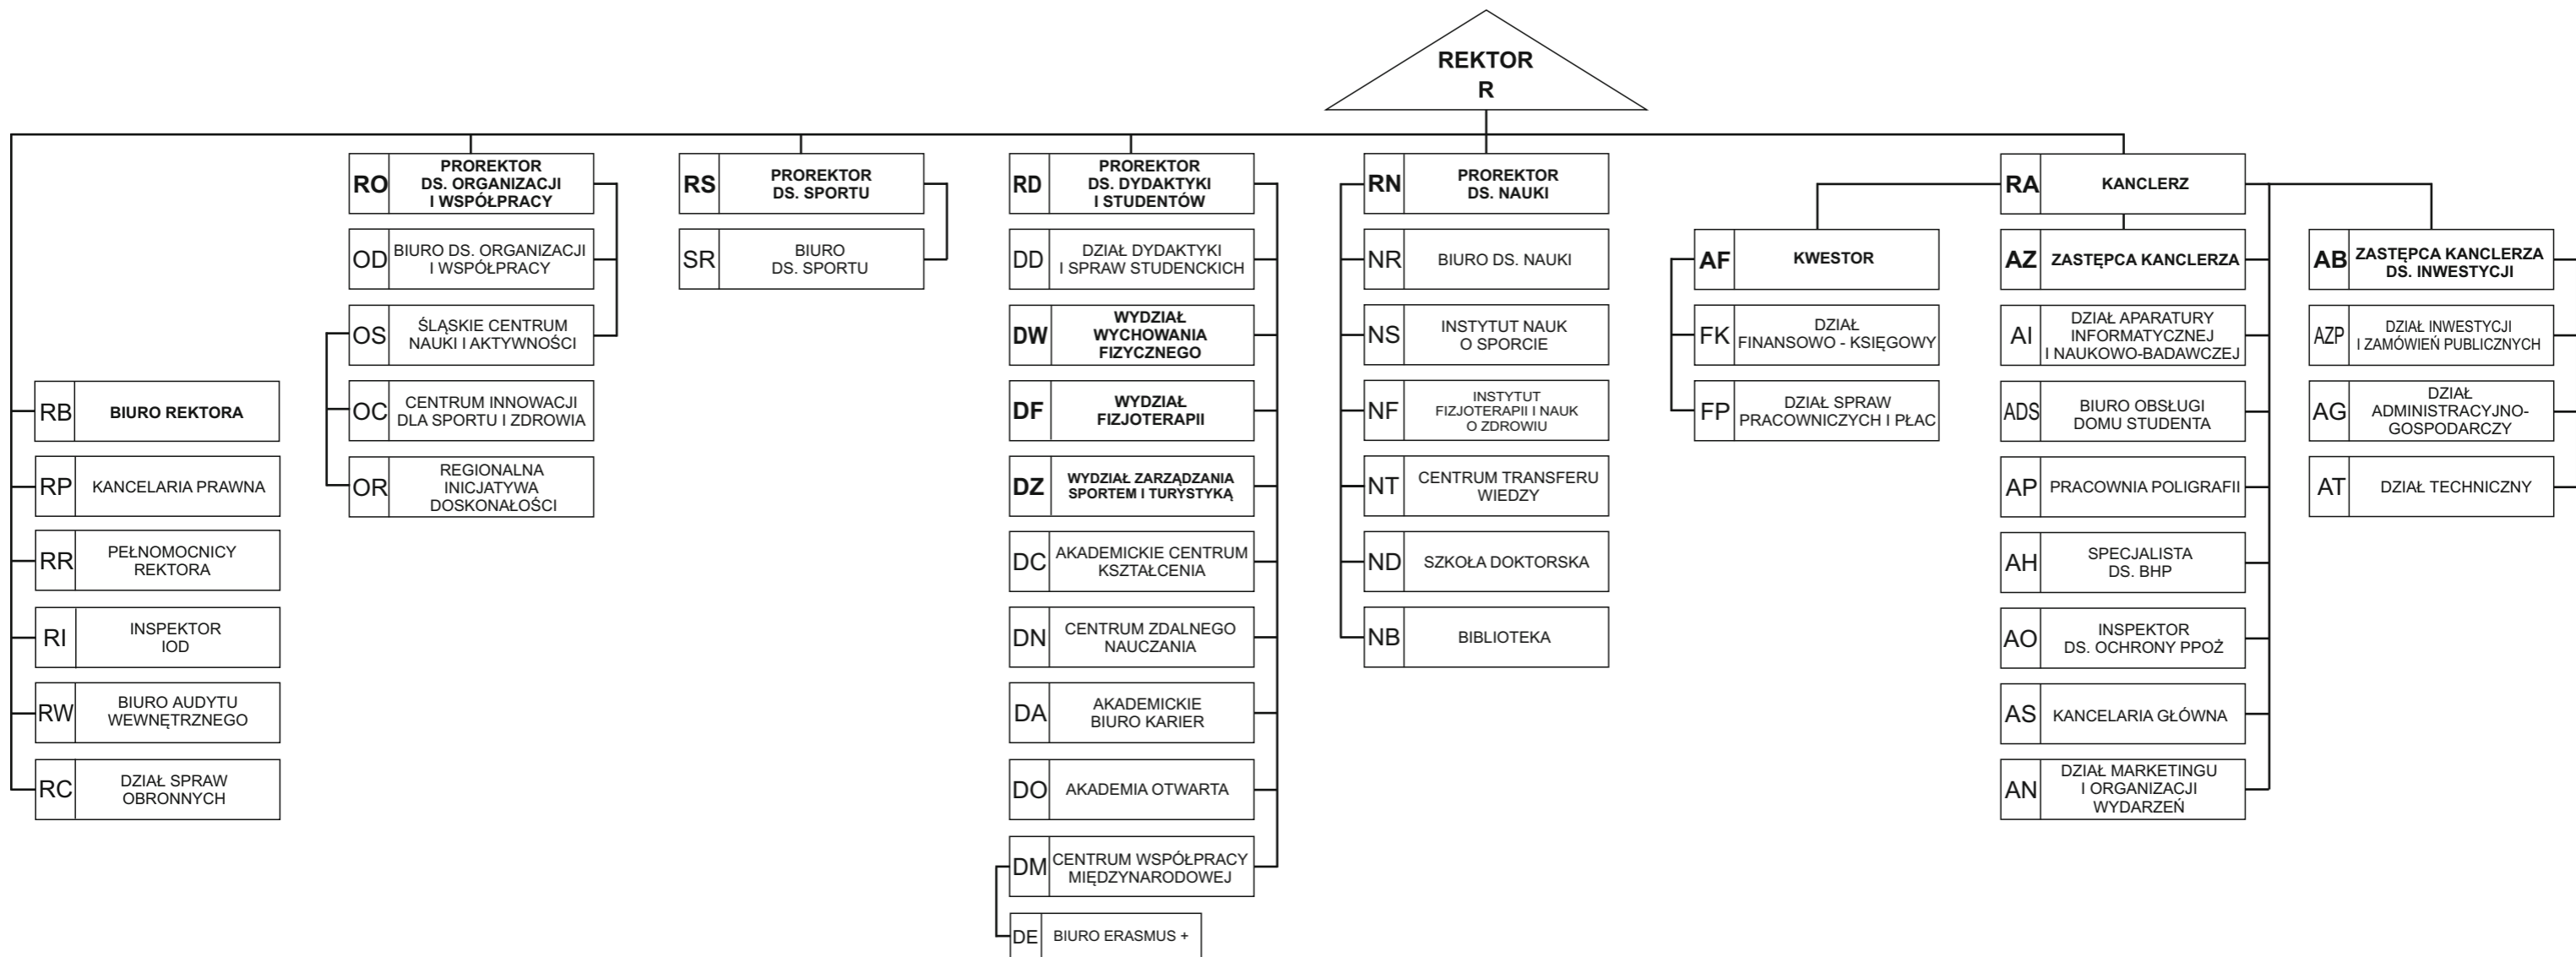 REKTOR
R
RO
PROREKTOR
DS. ORGANIZACJI
I WSPÓŁPRACY
OD
BIURO DS. ORGANIZACJI
I WSPÓŁPRACY
OS
ŚLĄSKIE CENTRUM
NAUKI I AKTYWNOŚCI
OC
CENTRUM INNOWACJI
DLA SPORTU I ZDROWIA
OR
REGIONALNA
INICJATYWA
DOSKONAŁOŚCI
RB
BIURO REKTORA
RP
KANCELARIA PRAWNA
RR
PEŁNOMOCNICY
REKTORA
RI
INSPEKTOR
IOD
RW
BIURO AUDYTU
WEWNĘTRZNEGO
RC
DZIAŁ SPRAW
OBRONNYCH
RS
PROREKTOR
DS. SPORTU
SR
BIURO
DS. SPORTU
RD
PROREKTOR
DS. DYDAKTYKI
I STUDENTÓW
DD
DZIAŁ DYDAKTYKI
I SPRAW STUDENCKICH
DW
WYDZIAŁ
WYCHOWANIA
FIZYCZNEGO
DF
WYDZIAŁ
FIZJOTERAPII
DZ
WYDZIAŁ ZARZĄDZANIA
SPORTEM I TURYSTYKĄ
DC
AKADEMICKIE CENTRUM
KSZTAŁCENIA
DN
CENTRUM ZDALNEGO
NAUCZANIA
DA
AKADEMICKIE
BIURO KARIER
DO
AKADEMIA OTWARTA
DM
CENTRUM WSPÓŁPRACY
MIĘDZYNARODOWEJ
DE
BIURO ERASMUS +
RN
PROREKTOR
DS. NAUKI
NR
BIURO DS. NAUKI
NS
INSTYTUT NAUK
O SPORCIE
NF
INSTYTUT
FIZJOTERAPII I NAUK
O ZDROWIU
NT
CENTRUM TRANSFERU
WIEDZY
ND
SZKOŁA DOKTORSKA
NB
BIBLIOTEKA
RA
KANCLERZ
AF
KWESTOR
FK
DZIAŁ
FINANSOWO - KSIĘGOWY
FP
DZIAŁ SPRAW
PRACOWNICZYCH I PŁAC
AZ
ZASTĘPCA KANCLERZA
AI
DZIAŁ APARATURY
INFORMATYCZNEJ
I NAUKOWO-BADAWCZEJ
ADS
BIURO OBSŁUGI
DOMU STUDENTA
AP
PRACOWNIA POLIGRAFII
AH
SPECJALISTA
DS. BHP
AO
INSPEKTOR
DS. OCHRONY PPOŻ
AS
KANCELARIA GŁÓWNA
AN
DZIAŁ MARKETINGU
I ORGANIZACJI
WYDARZEŃ
AB
ZASTĘPCA KANCLERZA
DS. INWESTYCJI
AZP
DZIAŁ INWESTYCJI
I ZAMÓWIEŃ PUBLICZNYCH
AG
DZIAŁ
ADMINISTRACYJNO-
GOSPODARCZY
AT
DZIAŁ TECHNICZNY